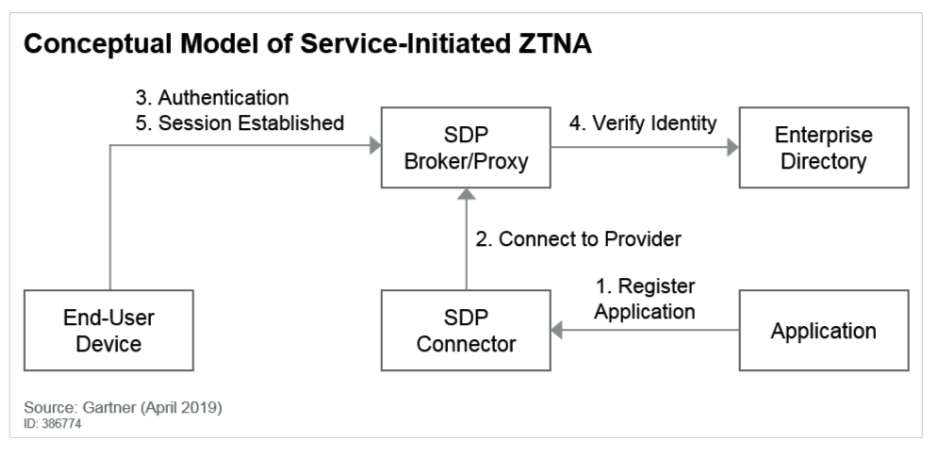 Conceptual Model of Service-Initiated ZTNA
3. Authentication
5. Session Established
SDP
Broker/Proxy
4. Verify Identity
Enterprise
Directory
2. Connect to Provider
1. Register
Application
End-User
Device
SDP
Connector
Application
Source: Gartner (April 2019)
ID: 386774